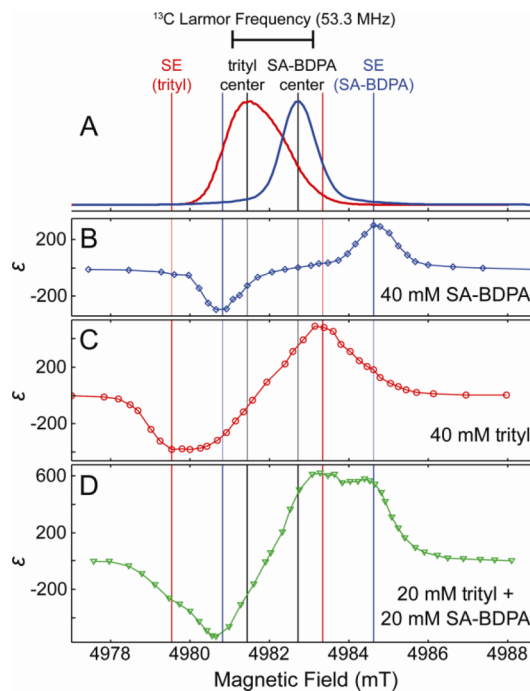 ¹³C Larmor Frequency (53.3 MHz)
SE trityl SA-BDPA SE
(trityl) center center (SA-BDPA)
A
B
200
-200
ε
40 mM SA-BDPA
C
200
-200
ε
40 mM trityl
D
600
200
-200
ε
20 mM trityl +
20 mM SA-BDPA
4978 4980 4982 4984 4986 4988
Magnetic Field (mT)